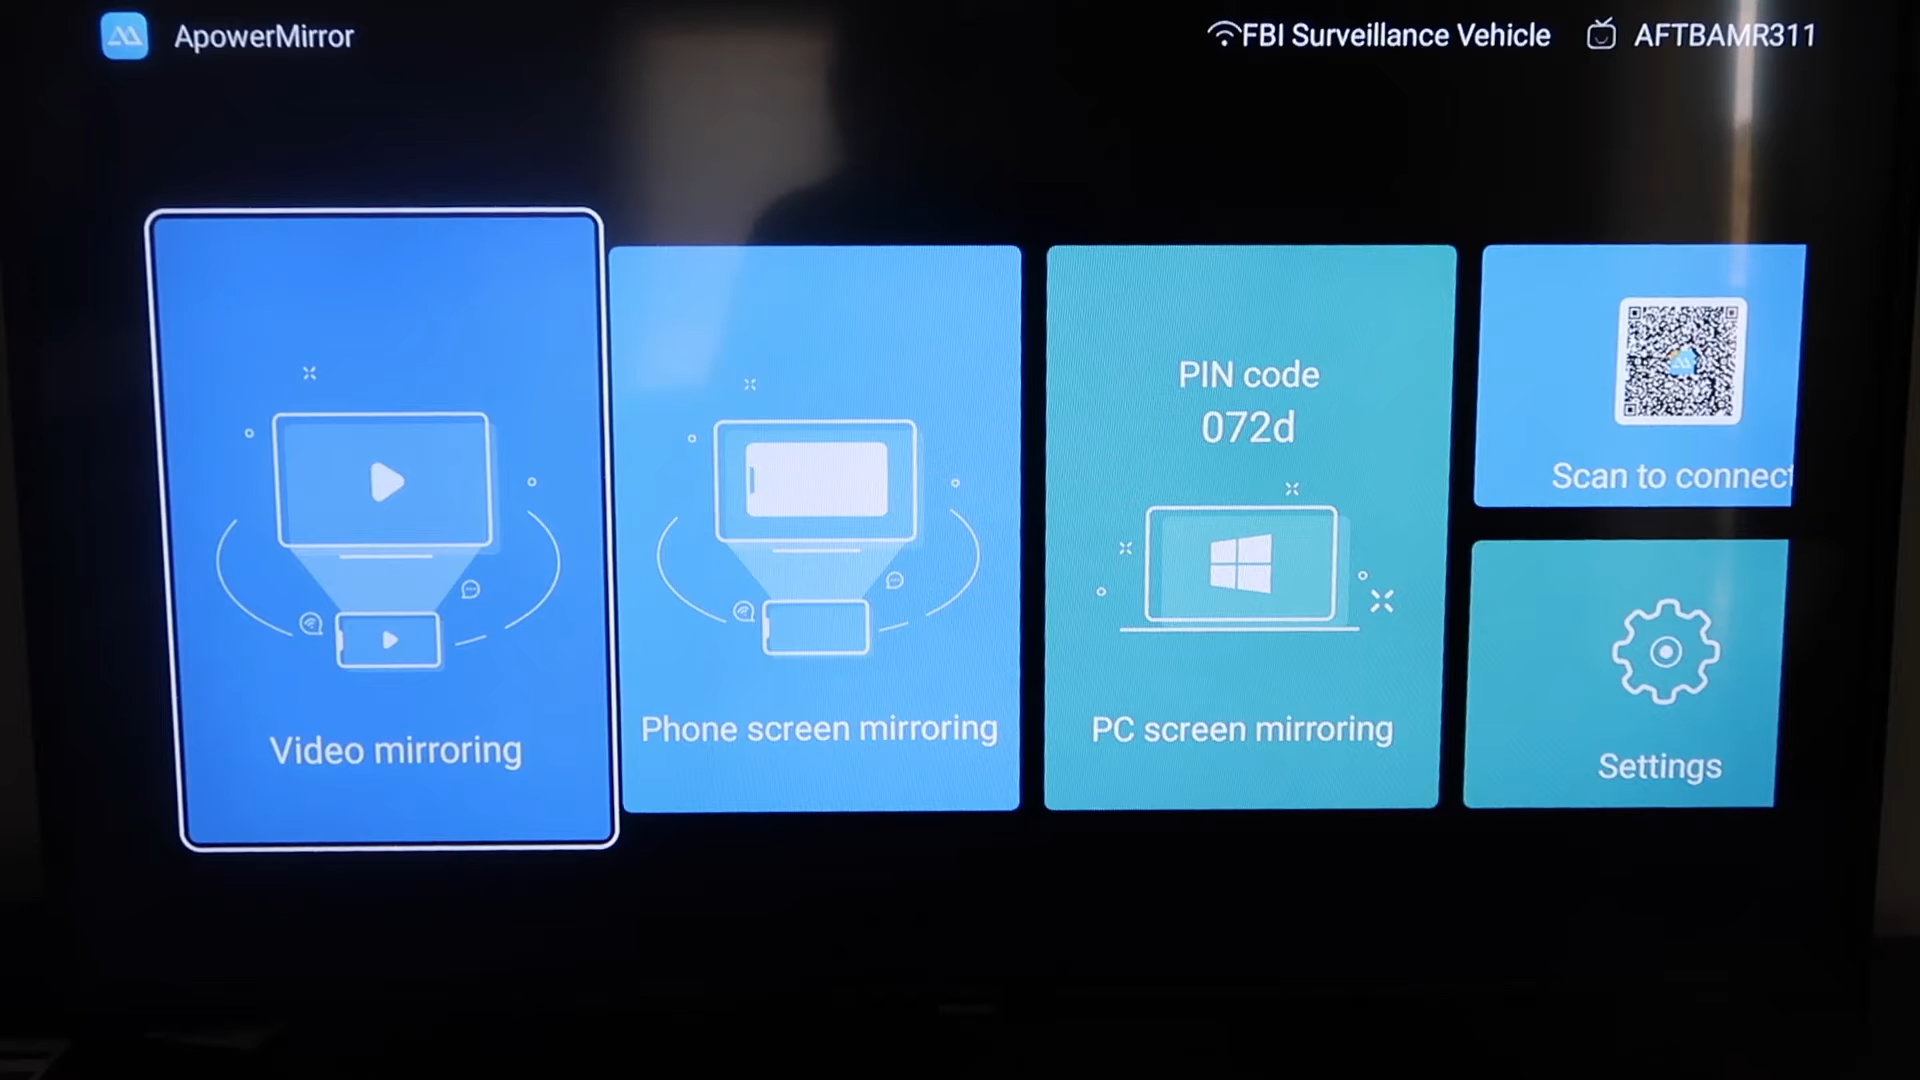 ApowerMirror
FBI Surveillance Vehicle
AFTBAMR311
Video mirroring
Phone screen mirroring
PIN code
072d
PC screen mirroring
Scan to connect
Settings